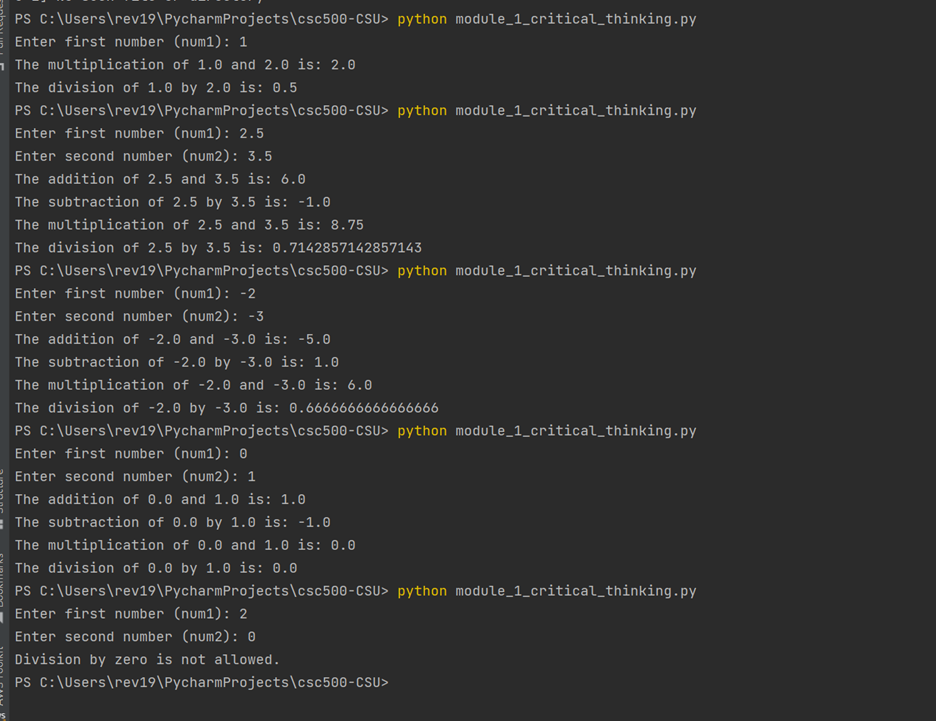 PS C:\Users\rev19\PycharmProjects\csc500-CSU> python module_1_critical_thinking.py
Enter first number (num1): 1
The multiplication of 1.0 and 2.0 is: 2.0
The division of 1.0 by 2.0 is: 0.5
PS C:\Users\rev19\PycharmProjects\csc500-CSU> python module_1_critical_thinking.py
Enter first number (num1): 2.5
Enter second number (num2): 3.5
The addition of 2.5 and 3.5 is: 6.0
The subtraction of 2.5 by 3.5 is: -1.0
The multiplication of 2.5 and 3.5 is: 8.75
The division of 2.5 by 3.5 is: 0.7142857142857143
PS C:\Users\rev19\PycharmProjects\csc500-CSU> python module_1_critical_thinking.py
Enter first number (num1): -2
Enter second number (num2): -3
The addition of -2.0 and -3.0 is: -5.0
The subtraction of -2.0 by -3.0 is: 1.0
The multiplication of -2.0 and -3.0 is: 6.0
The division of -2.0 by -3.0 is: 0.6666666666666666
PS C:\Users\rev19\PycharmProjects\csc500-CSU> python module_1_critical_thinking.py
Enter first number (num1): 0
Enter second number (num2): 1
The addition of 0.0 and 1.0 is: 1.0
The subtraction of 0.0 by 1.0 is: -1.0
The multiplication of 0.0 and 1.0 is: 0.0
The division of 0.0 by 1.0 is: 0.0
PS C:\Users\rev19\PycharmProjects\csc500-CSU> python module_1_critical_thinking.py
Enter first number (num1): 2
Enter second number (num2): 0
Division by zero is not allowed.
PS C:\Users\rev19\PycharmProjects\csc500-CSU>